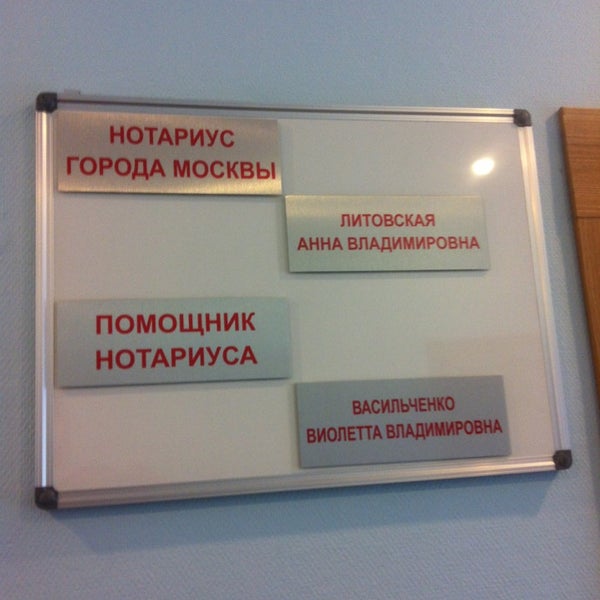 НОТАРИУС
ГОРОДА МОСКВЫ
ЛИТОВСКАЯ
АННА ВЛАДИМИРОВНА
ПОМОЩНИК
НОТАРИУСА
ВАСИЛЬЧЕНКО
ВИОЛЕТТА ВЛАДИМИРОВНА